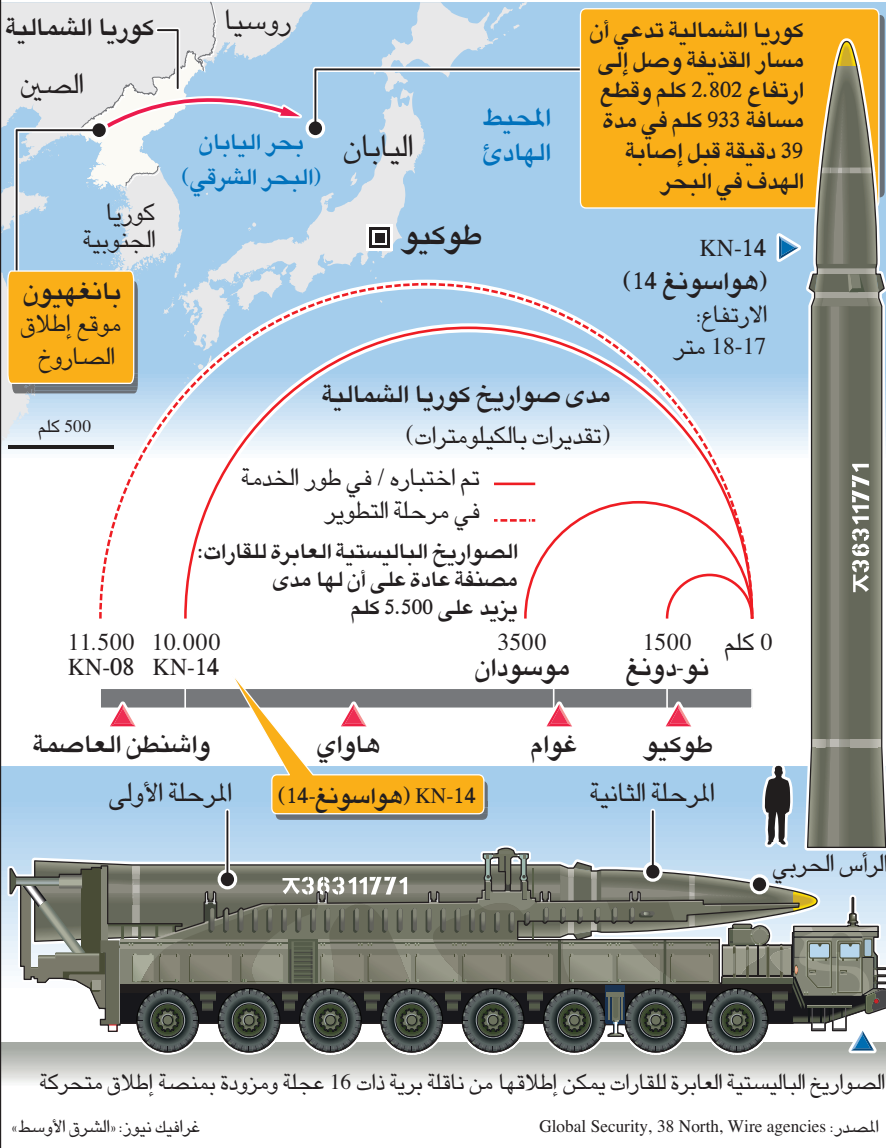 كوريا الشمالية تدعي أن
مسار القذيفة وصل إلى
ارتفاع 2.802 كلم وقطع
مسافة 933 كلم في مدة
39 دقيقة قبل إصابة
الهدف في البحر
روسيا
كوريا الشمالية
الصين
المحيط
الهادئ
اليابان
بحر اليابان
(البحر الشرقي)
كوريا
الجنوبية
طوكيو
بانغهيون
موقع إطلاق
الصاروخ
500 كلم
KN-14
(هواسونغ 14)
الارتفاع:
17-18 متر
مدى صواريخ كوريا الشمالية
(تقديرات بالكيلومترات)
تم اختباره / في طور الخدمة
في مرحلة التطوير
الصواريخ الباليستية العابرة للقارات:
مصنفة عادة على أن لها مدى
يزيد على 5.500 كلم
0 كلم
1500
نو-دونغ
3500
موسودان
10.000
KN-14
11.500
KN-08
طوكيو
غوام
هاواي
واشنطن العاصمة
KN-14 (هواسونغ-14)
ㅈ36311771
المرحلة الثانية
المرحلة الأولى
الرأس الحربي
ㅈ36311771
الصواريخ الباليستية العابرة للقارات يمكن إطلاقها من ناقلة برية ذات 16 عجلة ومزودة بمنصة إطلاق متحركة
المصدر: Global Security, 38 North, Wire agencies
غرافيك نيوز: «الشرق الأوسط»